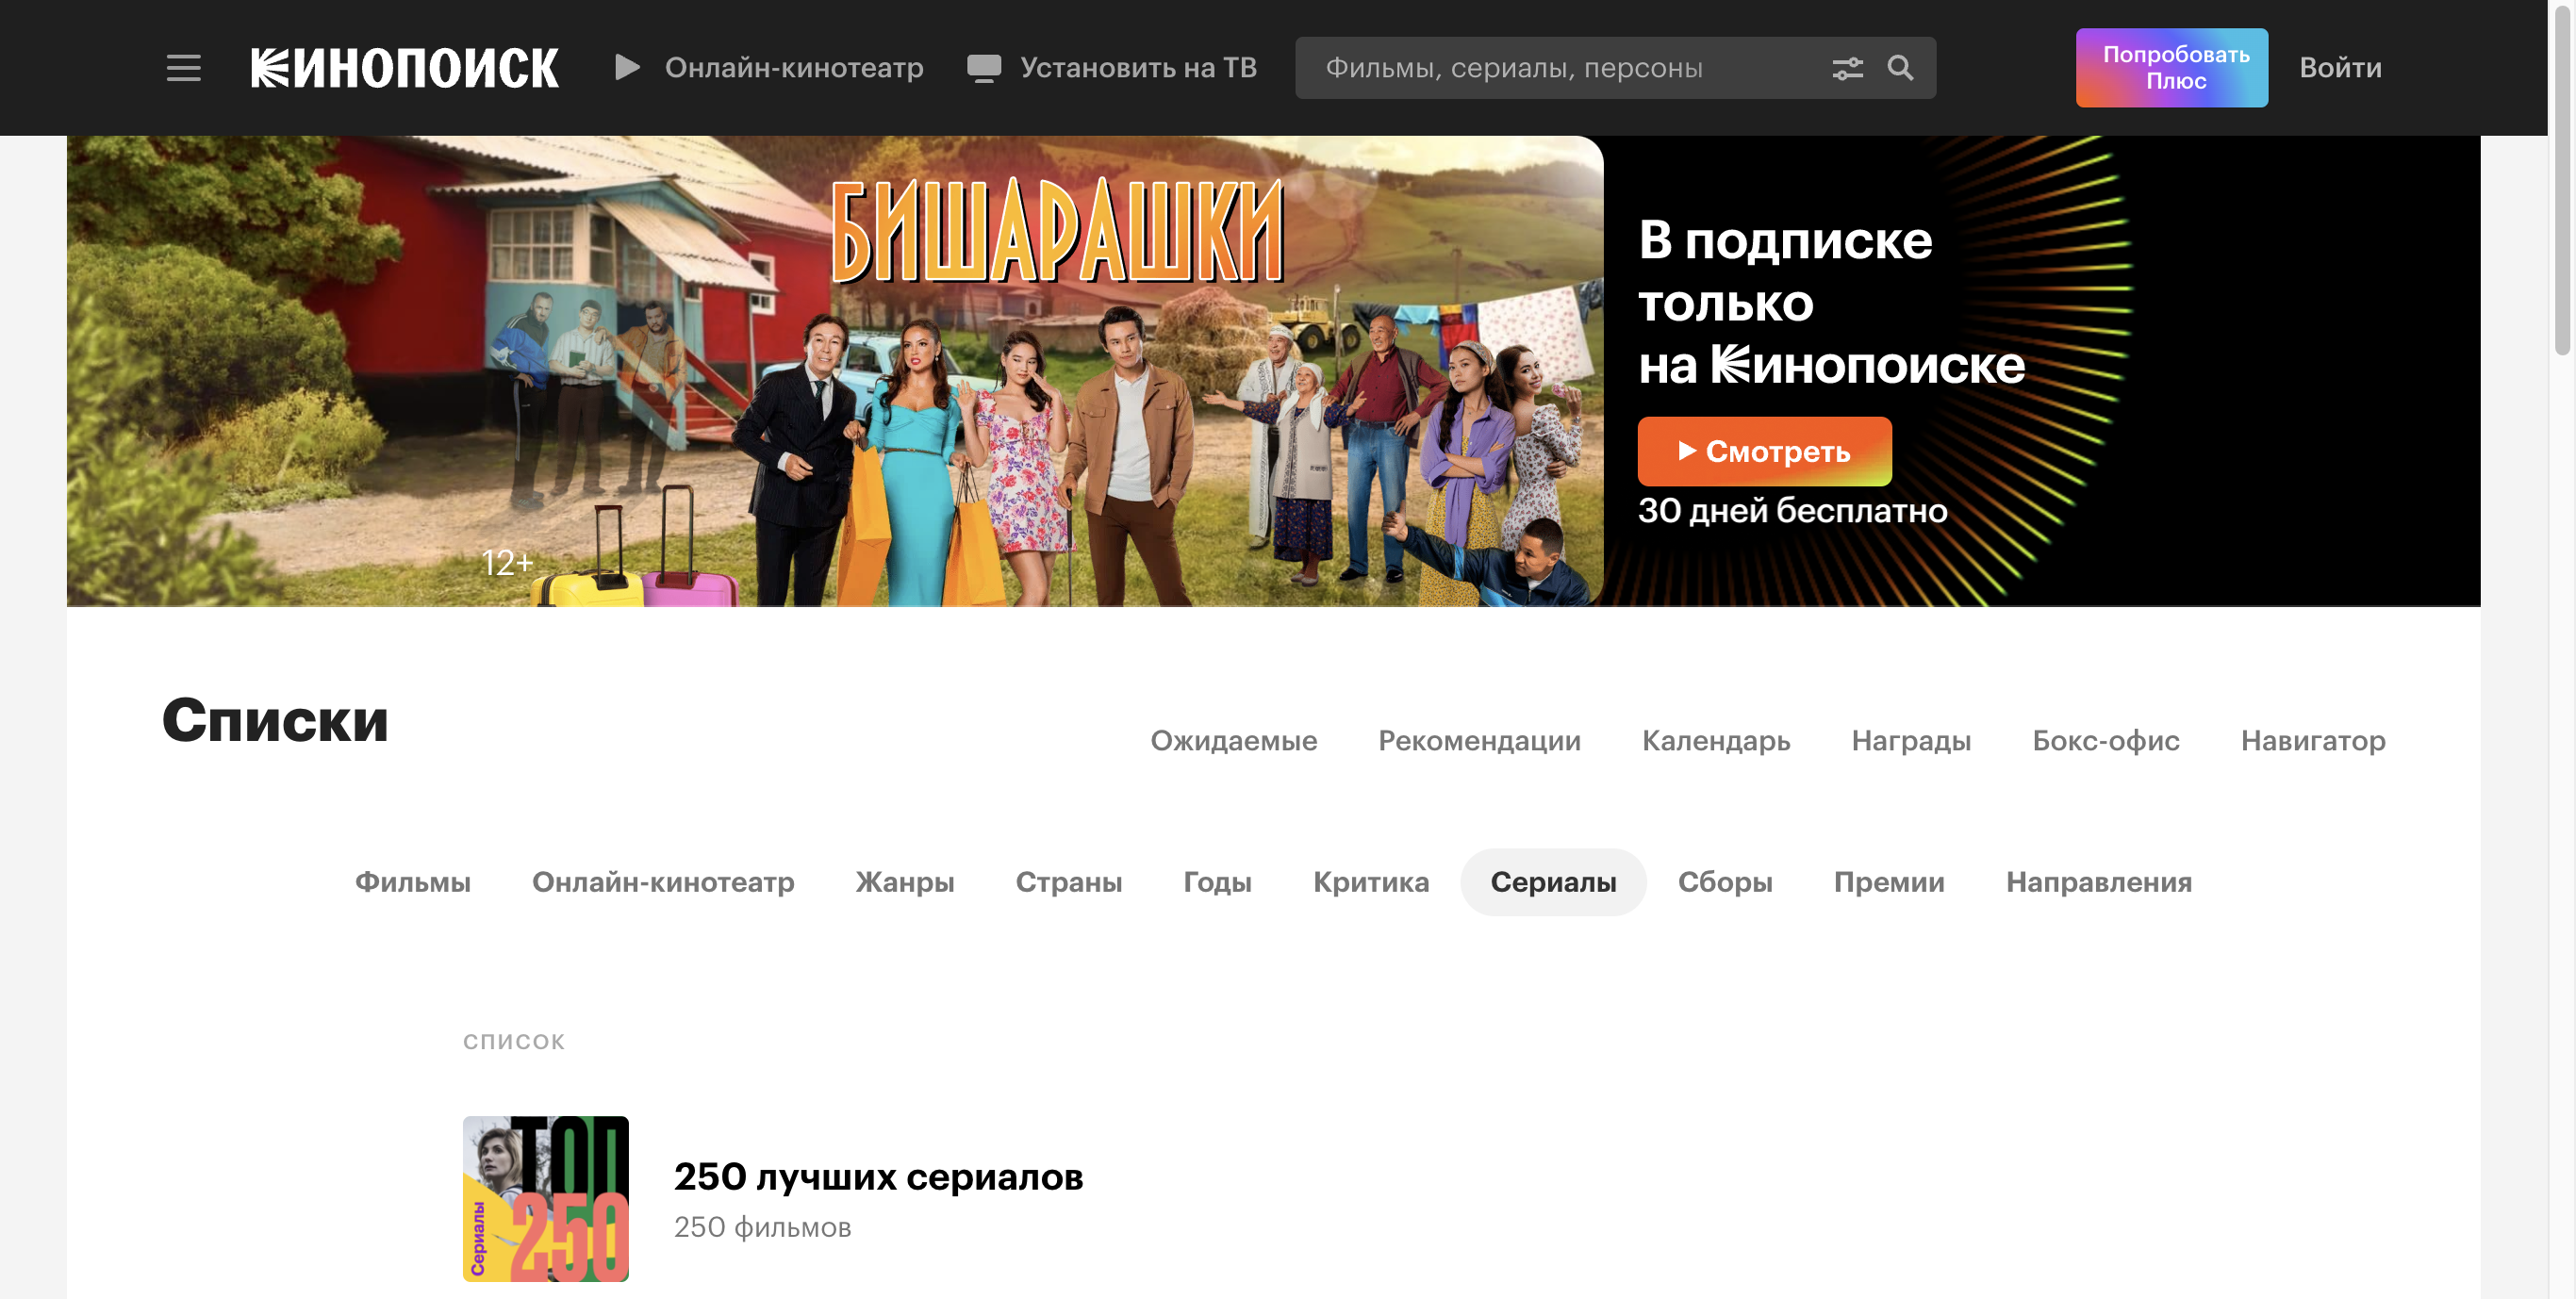 КИНОПОИСК
Онлайн-кинотеатр
Установить на ТВ
Фильмы, сериалы, персоны
Попробовать
Плюс
Войти
БИШАРАШКИ
12+
В подписке
только
на Кинопоиске
Смотреть
30 дней бесплатно
Списки
Ожидаемые
Рекомендации
Календарь
Награды
Бокс-офис
Навигатор
Фильмы
Онлайн-кинотеатр
Жанры
Страны
Годы
Критика
Сериалы
Сборы
Премии
Направления
СПИСОК
ТОП
250
Сериалы
250 лучших сериалов
250 фильмов